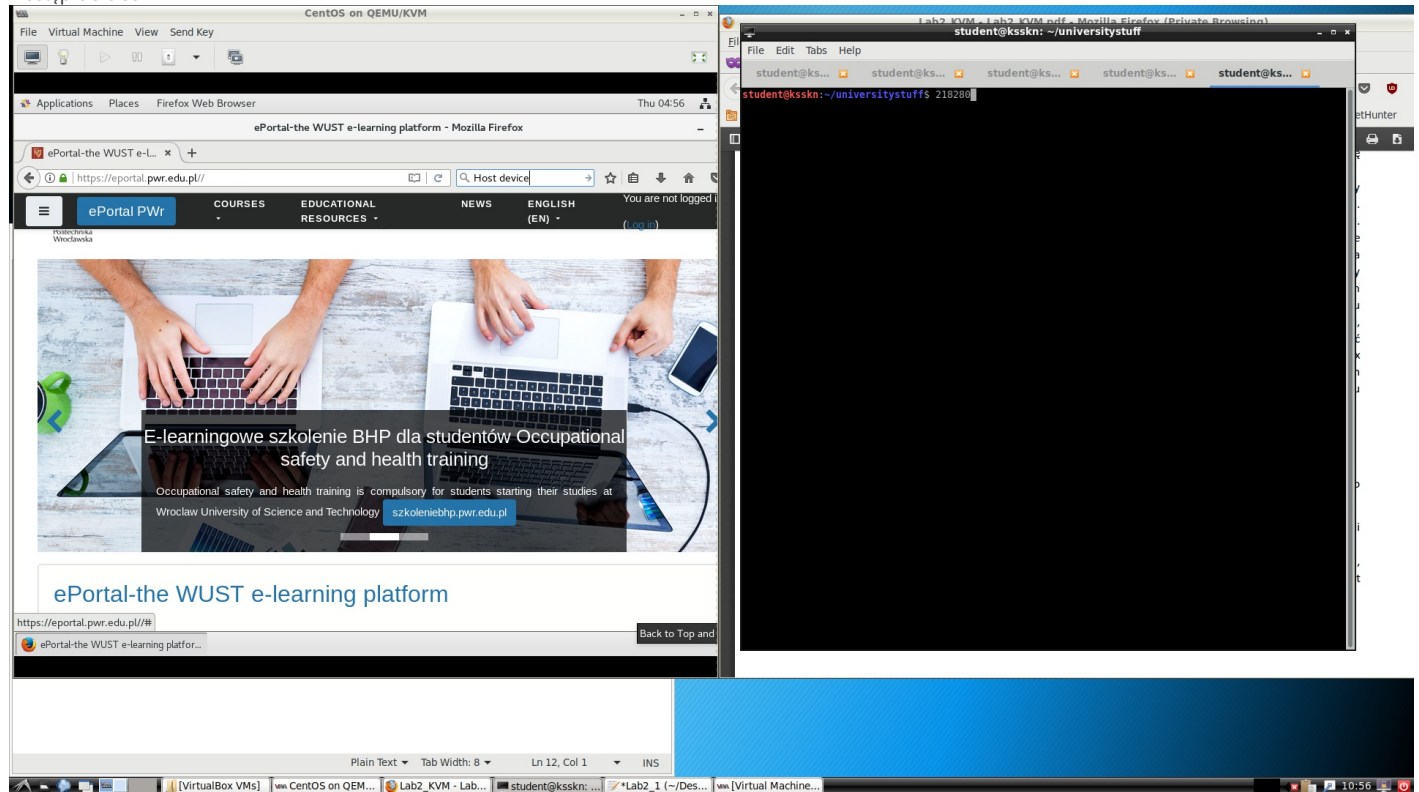 CentOS on QEMU/KVM
File Virtual Machine View Send Key
Applications Places Firefox Web Browser Thu 04:56
ePortal-the WUST e-learning platform - Mozilla Firefox
ePortal-the WUST e-l...
https://eportal.pwr.edu.pl//
Host device
ePortal PWr
COURSES
EDUCATIONAL RESOURCES
NEWS
ENGLISH (EN)
You are not logged i
(Log in)
Politechnika
Wrocławska
E-learningowe szkolenie BHP dla studentów Occupational
safety and health training
Occupational safety and health training is compulsory for students starting their studies at
Wroclaw University of Science and Technology szkoleniebhp.pwr.edu.pl
ePortal-the WUST e-learning platform
https://eportal.pwr.edu.pl//#
Back to Top and
ePortal-the WUST e-learning platfor...
Plain Text Tab Width: 8 Ln 12, Col 1 INS
Lab2_KVM - Lab2_KVM.pdf - Mozilla Firefox (Private Browsing)
student@ksskn: ~/universitystuff
File Edit Tabs Help
student@ks... student@ks... student@ks... student@ks... student@ks...
student@ksskn:~/universitystuff$ 218280
etHunter
[VirtualBox VMs] CentOS on QEM... Lab2_KVM - Lab... student@ksskn: ... *Lab2_1 (~/Des... [Virtual Machine... 10:56